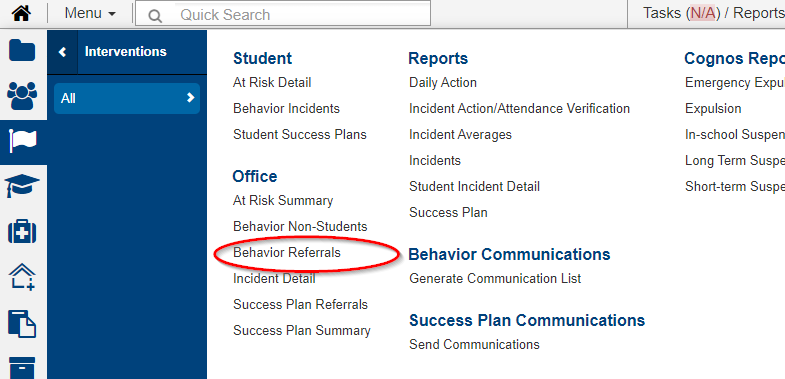 Menu
Quick Search
Tasks (N/A) / Reports
Interventions
All
Student
At Risk Detail
Behavior Incidents
Student Success Plans
Office
At Risk Summary
Behavior Non-Students
Behavior Referrals
Incident Detail
Success Plan Referrals
Success Plan Summary
Reports
Daily Action
Incident Action/Attendance Verification
Incident Averages
Incidents
Student Incident Detail
Success Plan
Behavior Communications
Generate Communication List
Success Plan Communications
Send Communications
Cognos Repo
Emergency Expul
Expulsion
In-school Suspen
Long Term Suspe
Short-term Suspe